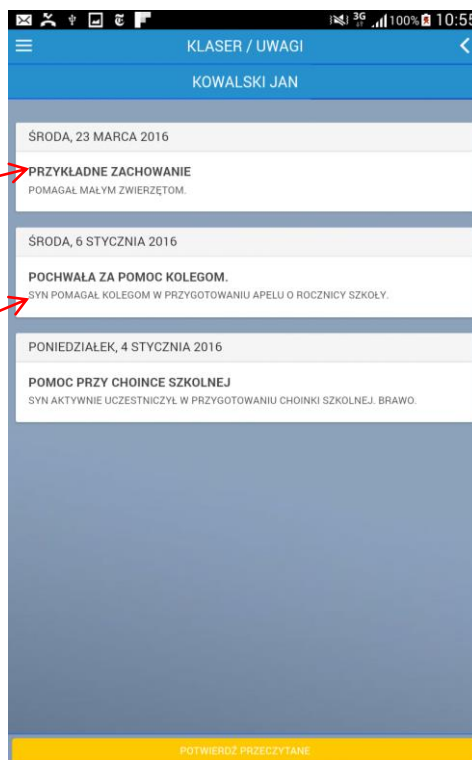 3G 100% 10:55
KLASER / UWAGI
KOWALSKI JAN
ŚRODA, 23 MARCA 2016
PRZYKŁADNE ZACHOWANIE
POMAGAŁ MAŁYM ZWIERZĘTOM.
ŚRODA, 6 STYCZNIA 2016
POCHWAŁA ZA POMOC KOLEGOM.
SYN POMAGAŁ KOLEGOM W PRZYGOTOWANIU APELU O ROCZNICY SZKOŁY.
PONIEDZIAŁEK, 4 STYCZNIA 2016
POMOC PRZY CHOINCE SZKOLNEJ
SYN AKTYWNIE UCZESTNICZYŁ W PRZYGOTOWANIU CHOINKI SZKOLNEJ. BRAWO.
POTWIERDŹ PRZECZYTANE